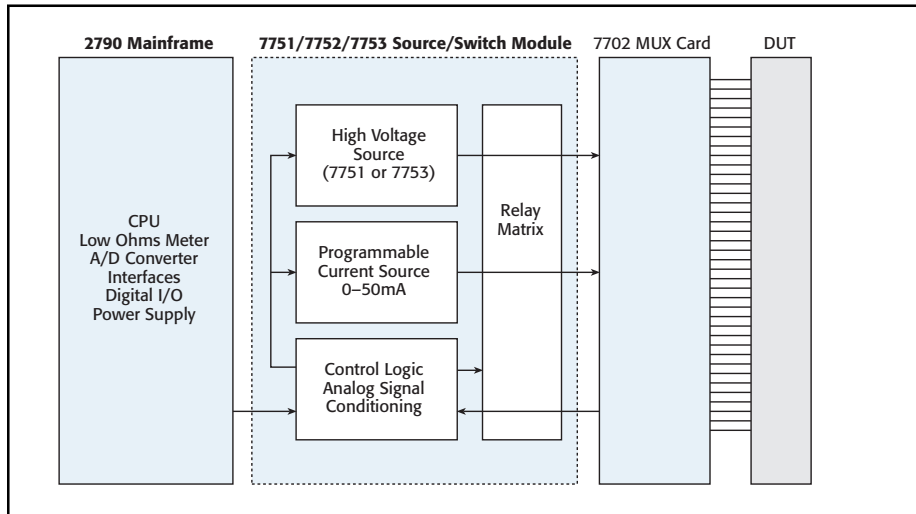 2790 Mainframe
7751/7752/7753 Source/Switch Module
7702 MUX Card
DUT
CPU
Low Ohms Meter
A/D Converter
Interfaces
Digital I/O
Power Supply
High Voltage
Source
(7751 or 7753)
Programmable
Current Source
0–50mA
Control Logic
Analog Signal
Conditioning
Relay
Matrix